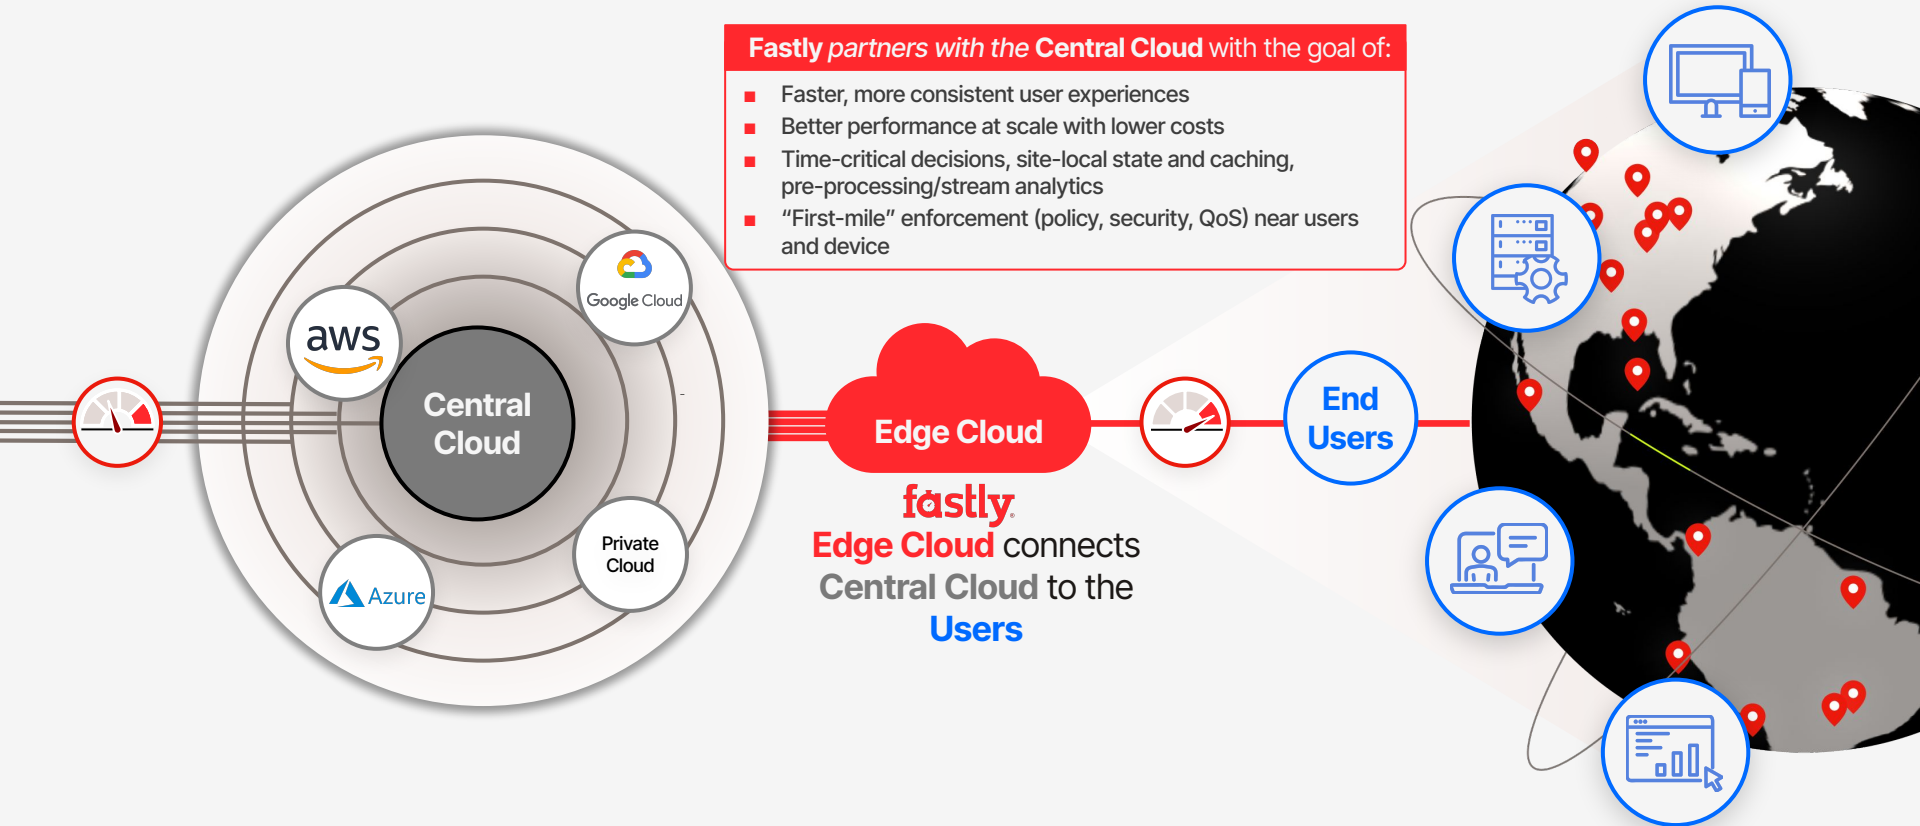 Fastly partners with the Central Cloud with the goal of:
■ Faster, more consistent user experiences
■ Better performance at scale with lower costs
■ Time-critical decisions, site-local state and caching,
pre-processing/stream analytics
■ “First-mile” enforcement (policy, security, QoS) near users
and device
Google Cloud
aws
Central
Cloud
Private
Cloud
Azure
Edge Cloud
fastly®
Edge Cloud connects
Central Cloud to the
Users
End
Users